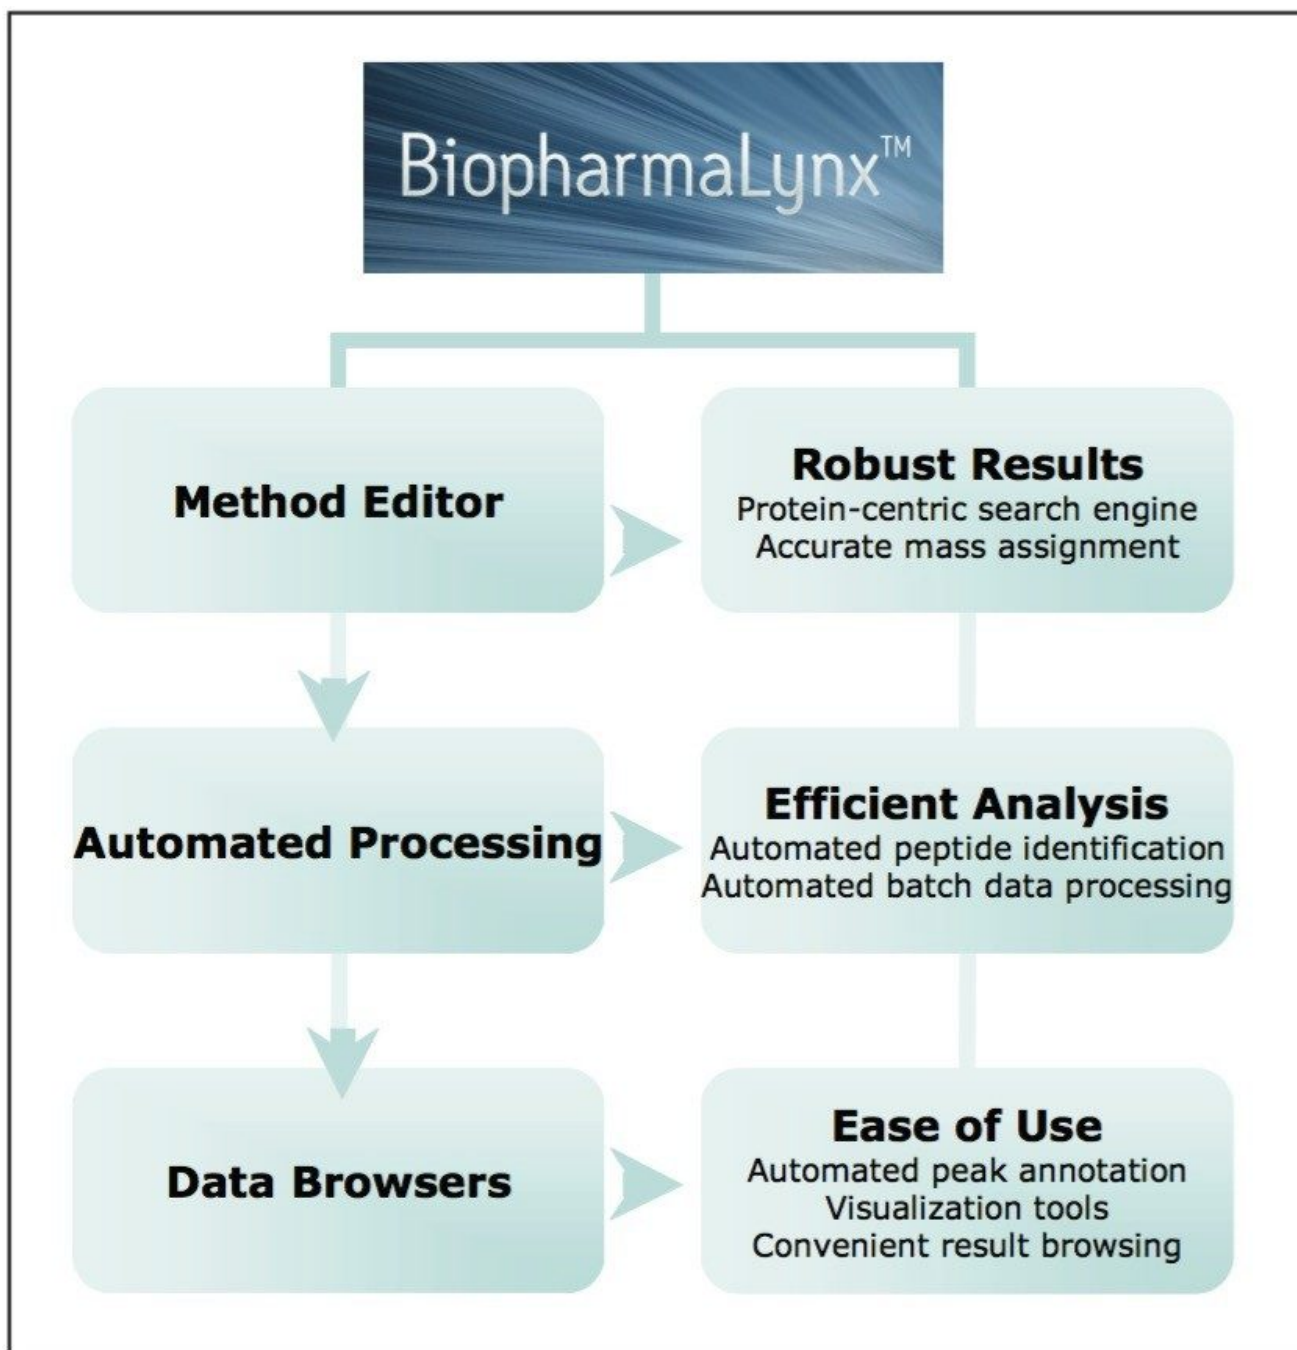 BiopharmaLynx™
Method Editor
Robust Results
Protein-centric search engine
Accurate mass assignment
Automated Processing
Efficient Analysis
Automated peptide identification
Automated batch data processing
Data Browsers
Ease of Use
Automated peak annotation
Visualization tools
Convenient result browsing